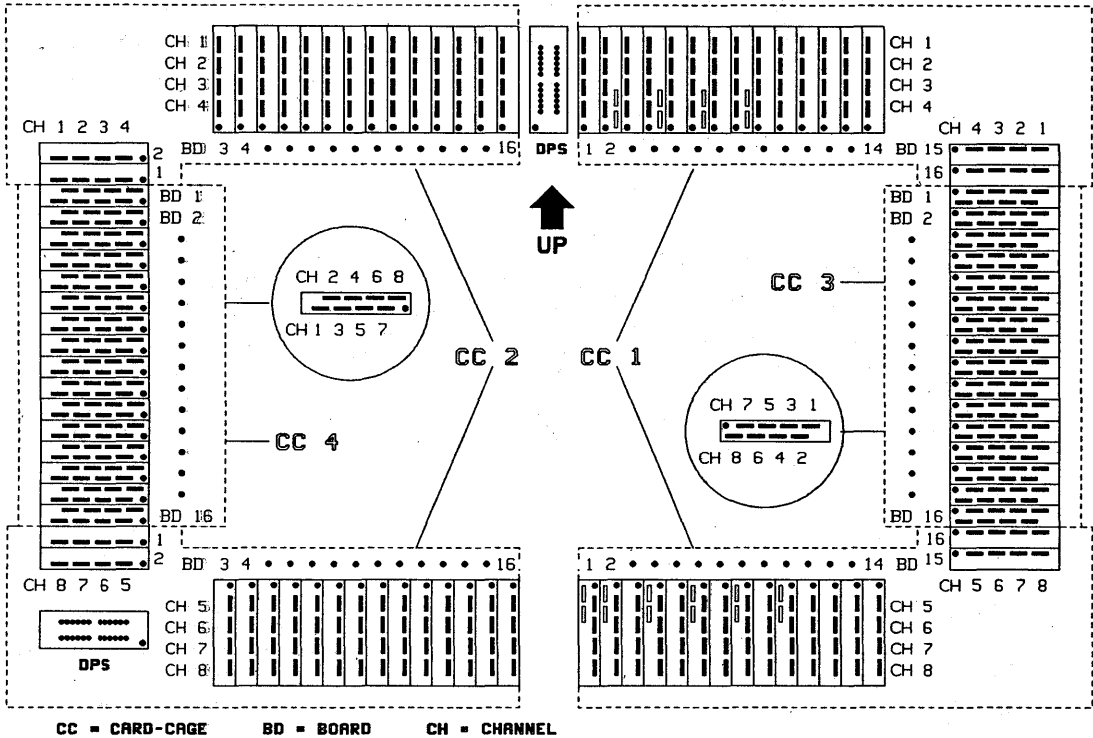 CH 1 CH 1
CH 2 CH 2
CH 3 CH 3
CH 4 CH 4
CH 1 2 3 4 CH 4 3 2 1
BD 3 4 16 DPS 1 2 14 BD 15
2
1 16
BD 1 BD 1
BD 2 BD 2
UP
CH 2 4 6 8
CH 1 3 5 7
CC 3
CC 2 CC 1
CH 7 5 3 1
CH 8 6 4 2
CC 4
BD 16 BD 16
1 16
2 BD 3 4 16 1 2 14 BD 15
CH 8 7 6 5 CH 5 6 7 8
CH 5 CH 5
CH 6 CH 6
CH 7 CH 7
CH 8 CH 8
DPS
CC = CARD-CAGE BD = BOARD CH = CHANNEL